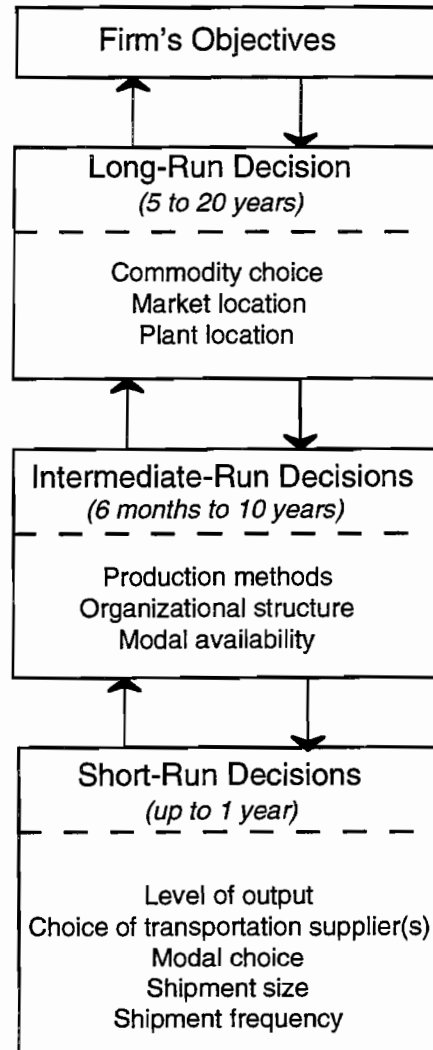 Firm's Objectives
Long-Run Decision
(5 to 20 years)
Commodity choice
Market location
Plant location
Intermediate-Run Decisions
(6 months to 10 years)
Production methods
Organizational structure
Modal availability
Short-Run Decisions
(up to 1 year)
Level of output
Choice of transportation supplier(s)
Modal choice
Shipment size
Shipment frequency